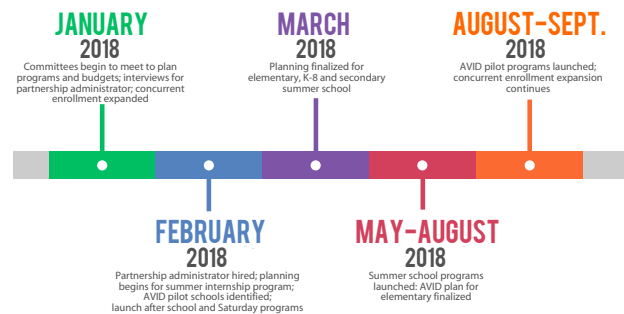 JANUARY
2018
Committees begin to meet to plan
programs and budgets; interviews for
partnership administrator; concurrent
enrollment expanded
MARCH
2018
Planning finalized for
elementary, K-8 and secondary
summer school
AUGUST-SEPT.
2018
AVID pilot programs launched;
concurrent enrollment expansion
continues
FEBRUARY
2018
Partnership administrator hired; planning
begins for summer internship program;
AVID pilot schools identified;
launch after school and Saturday programs
MAY-AUGUST
2018
Summer school programs
launched: AVID plan for
elementary finalized